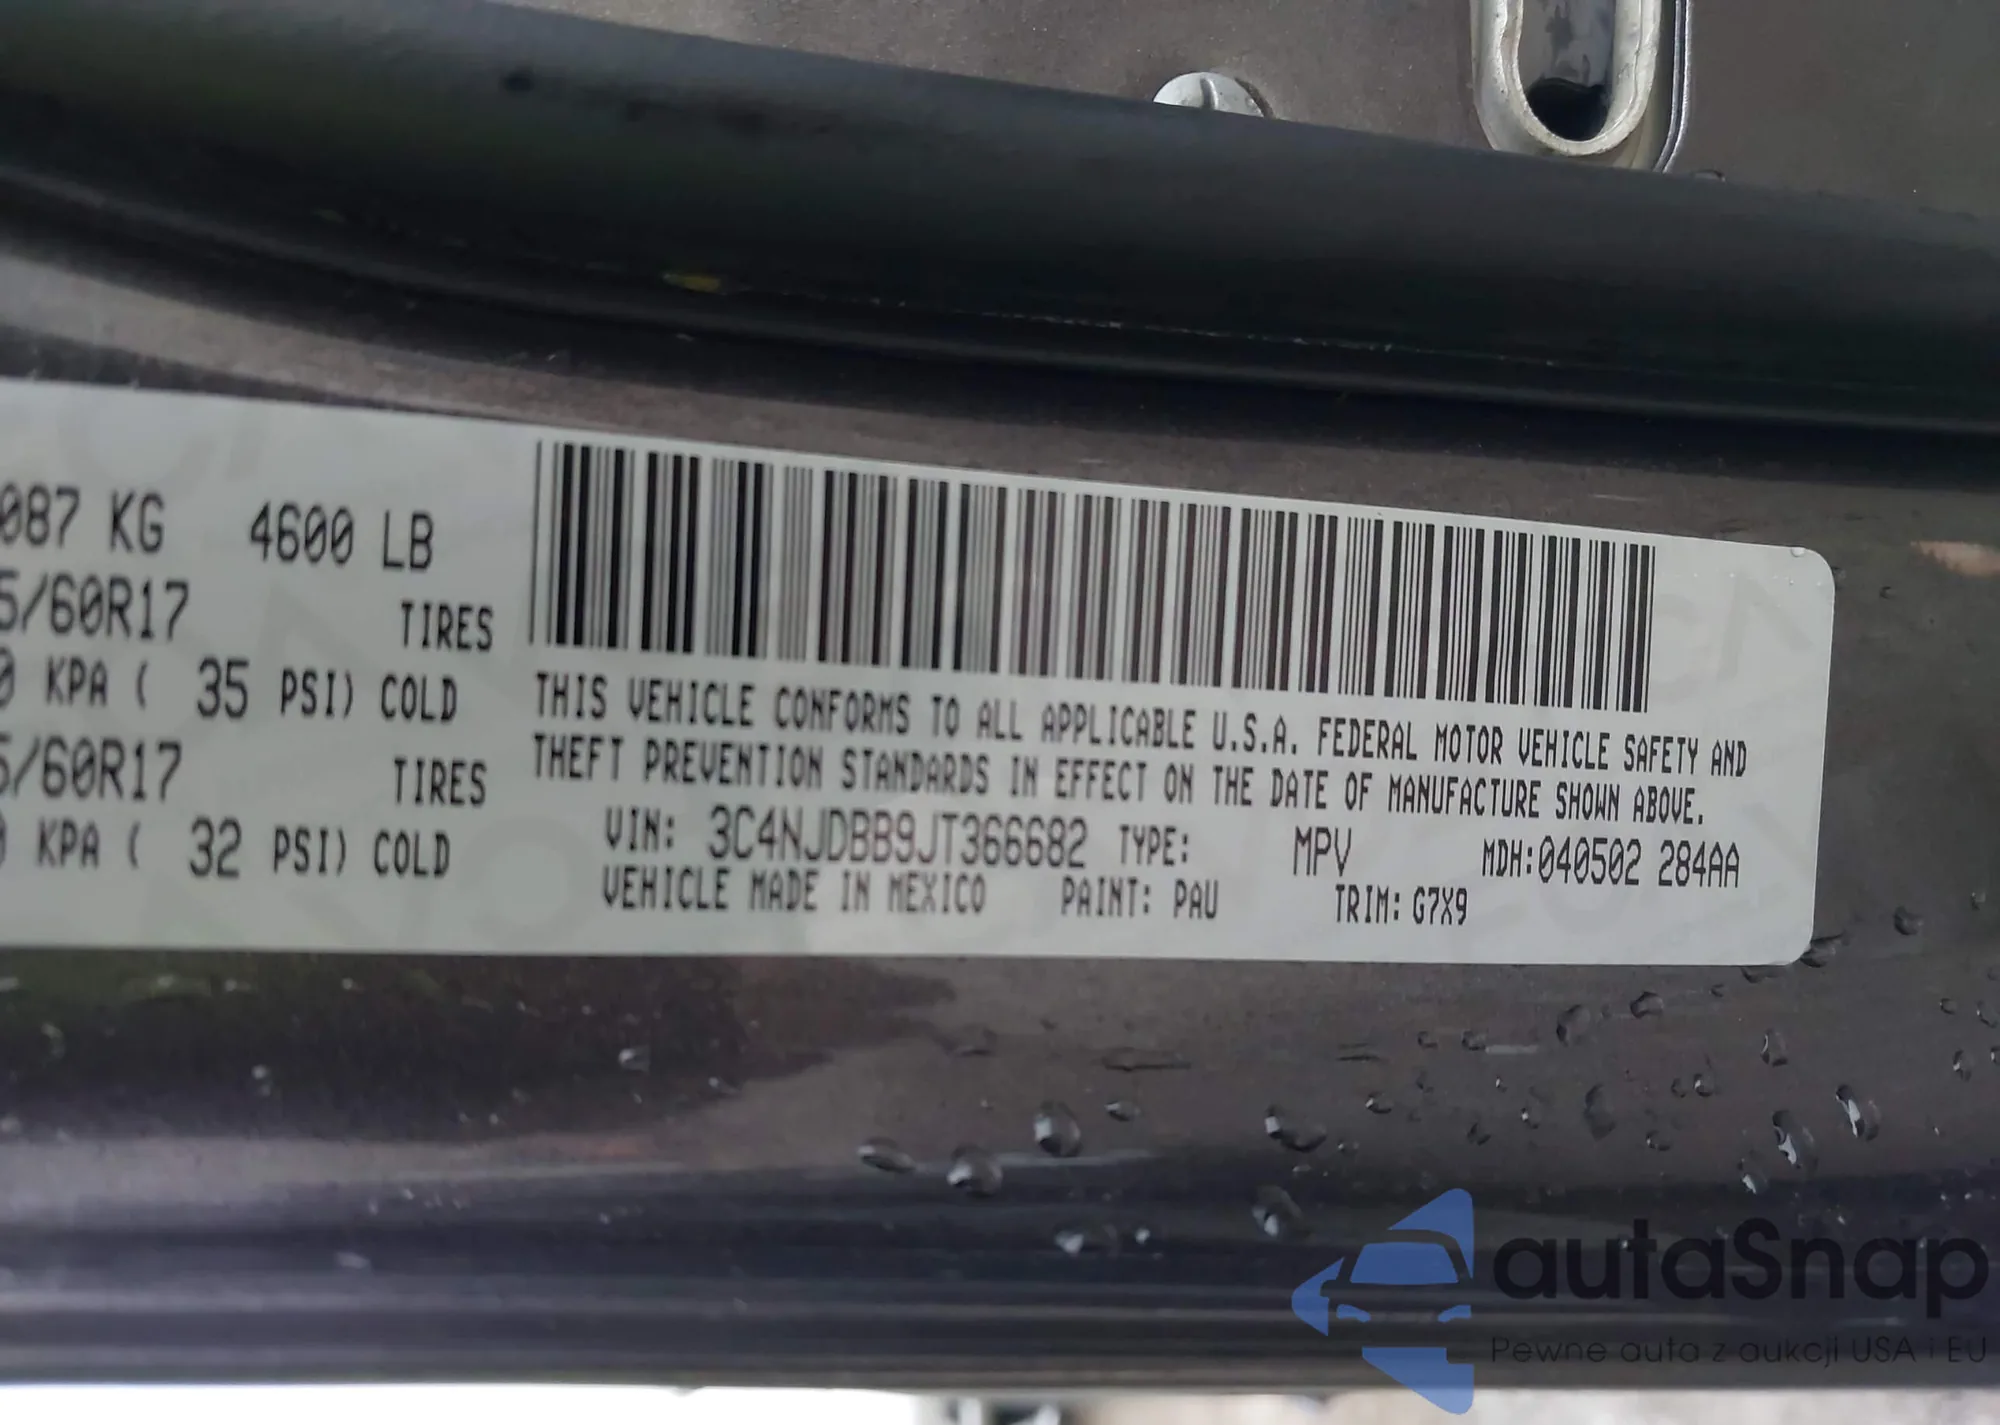 087 KG 4600 LB
5/60R17 TIRES
0 KPA ( 35 PSI) COLD
5/60R17 TIRES
0 KPA ( 32 PSI) COLD
THIS VEHICLE CONFORMS TO ALL APPLICABLE U.S.A. FEDERAL MOTOR VEHICLE SAFETY AND
THEFT PREVENTION STANDARDS IN EFFECT ON THE DATE OF MANUFACTURE SHOWN ABOVE.
VIN: 3C4NJDBB9JT366682 TYPE: MPV MDH:040502 284AA
VEHICLE MADE IN MEXICO PAINT: PAU TRIM: G7X9
autaSnap
Pewne auta z aukcji USA i EU